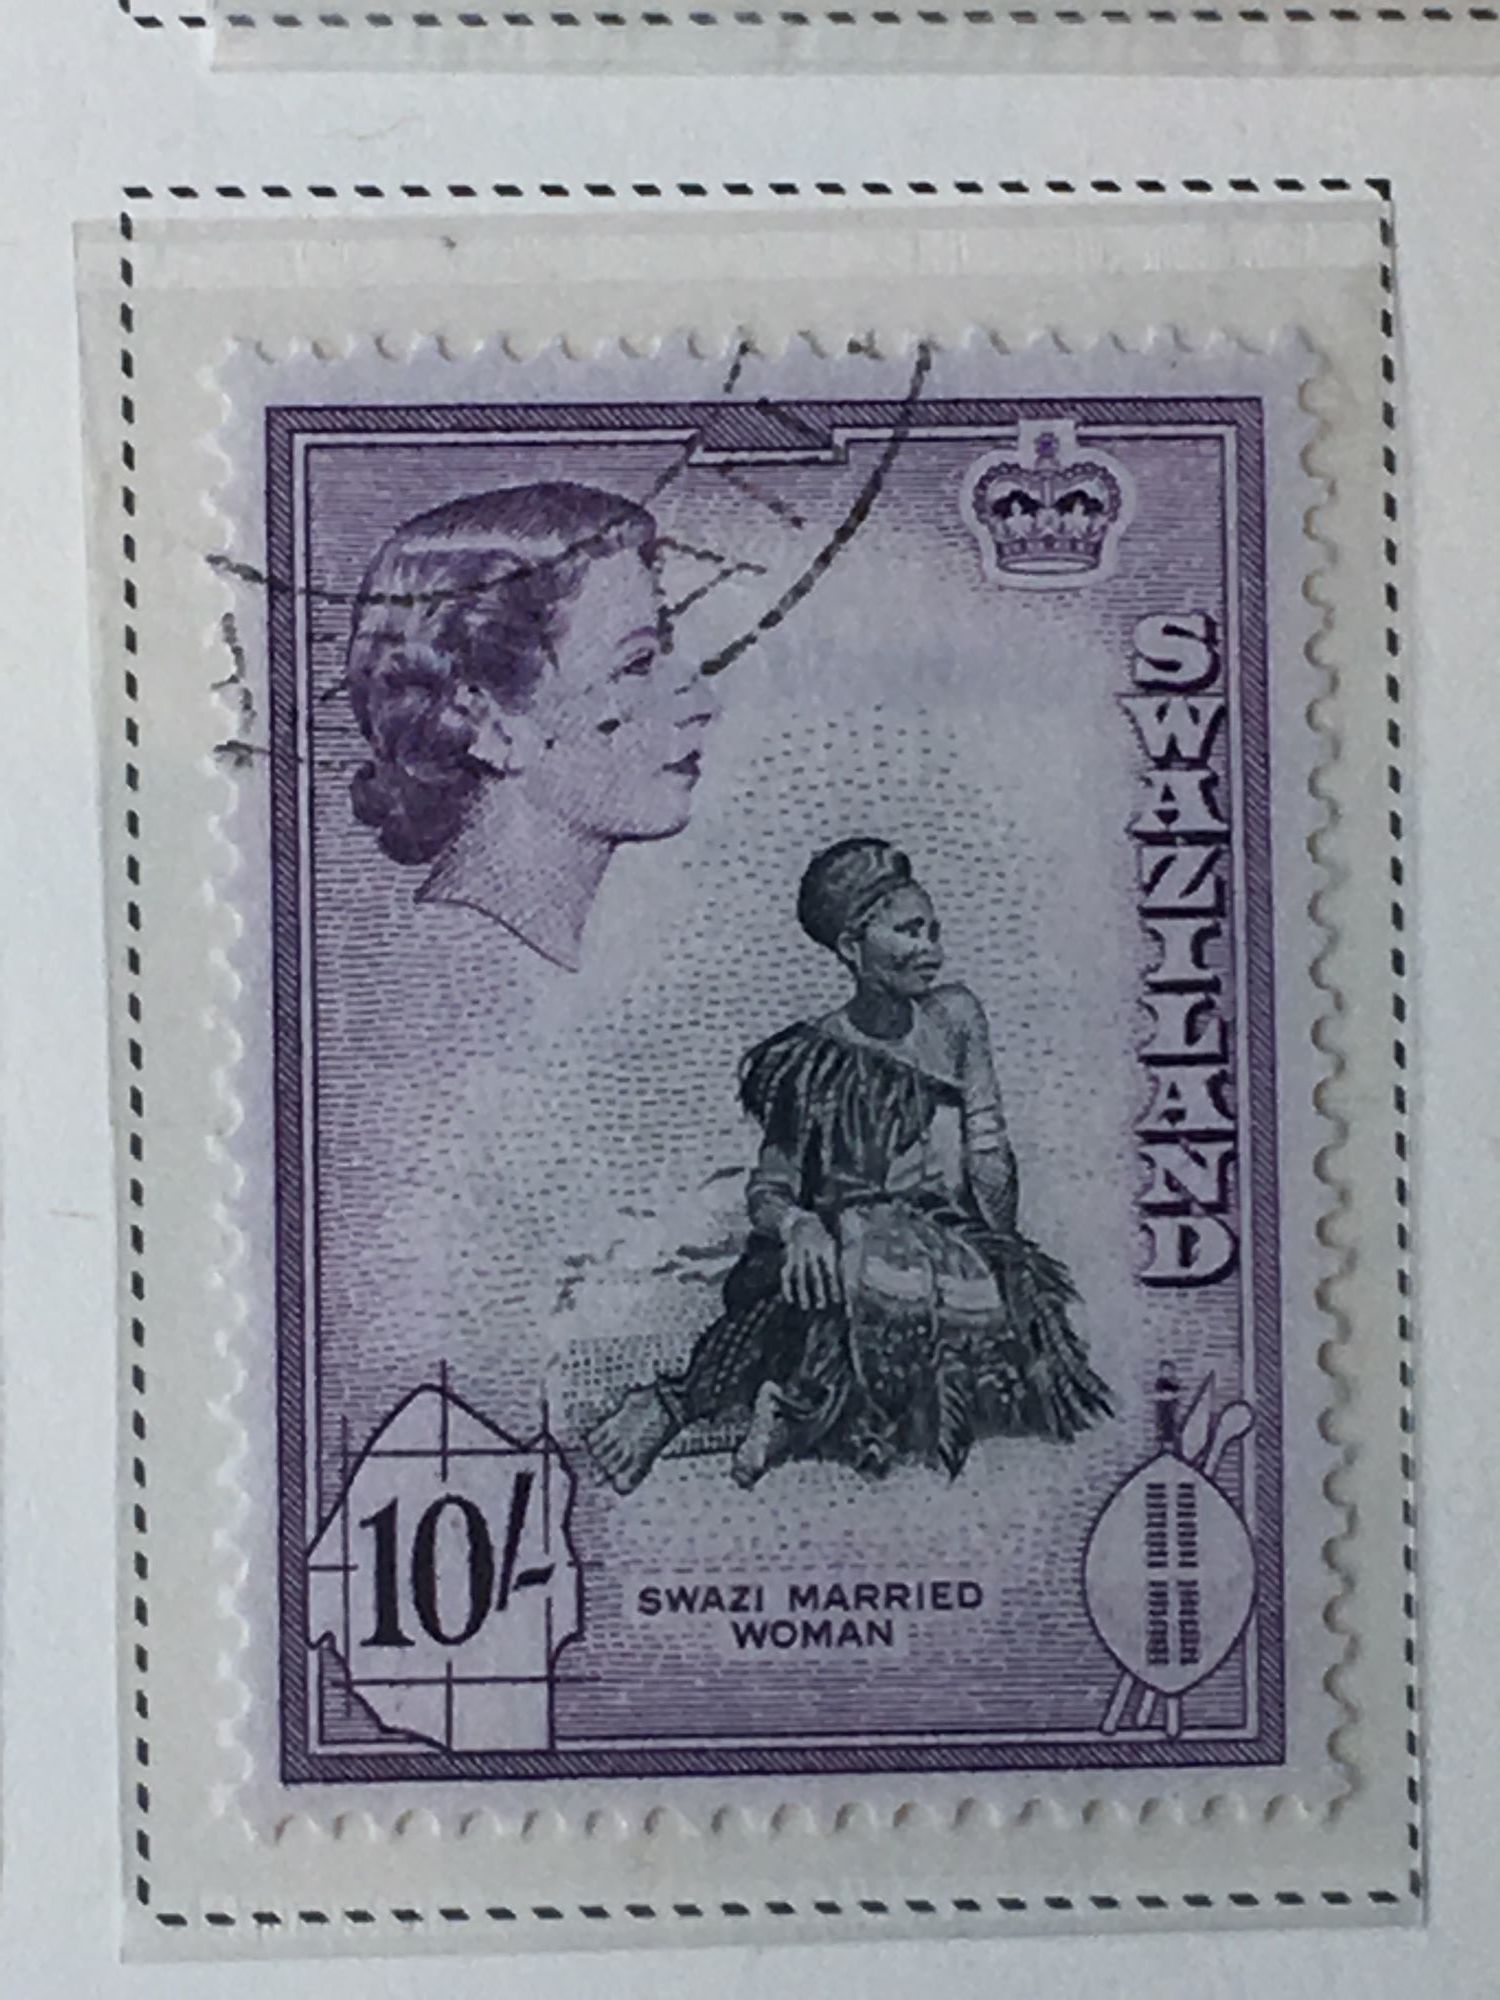 SWAZILAND
10/-
SWAZI MARRIED
WOMAN